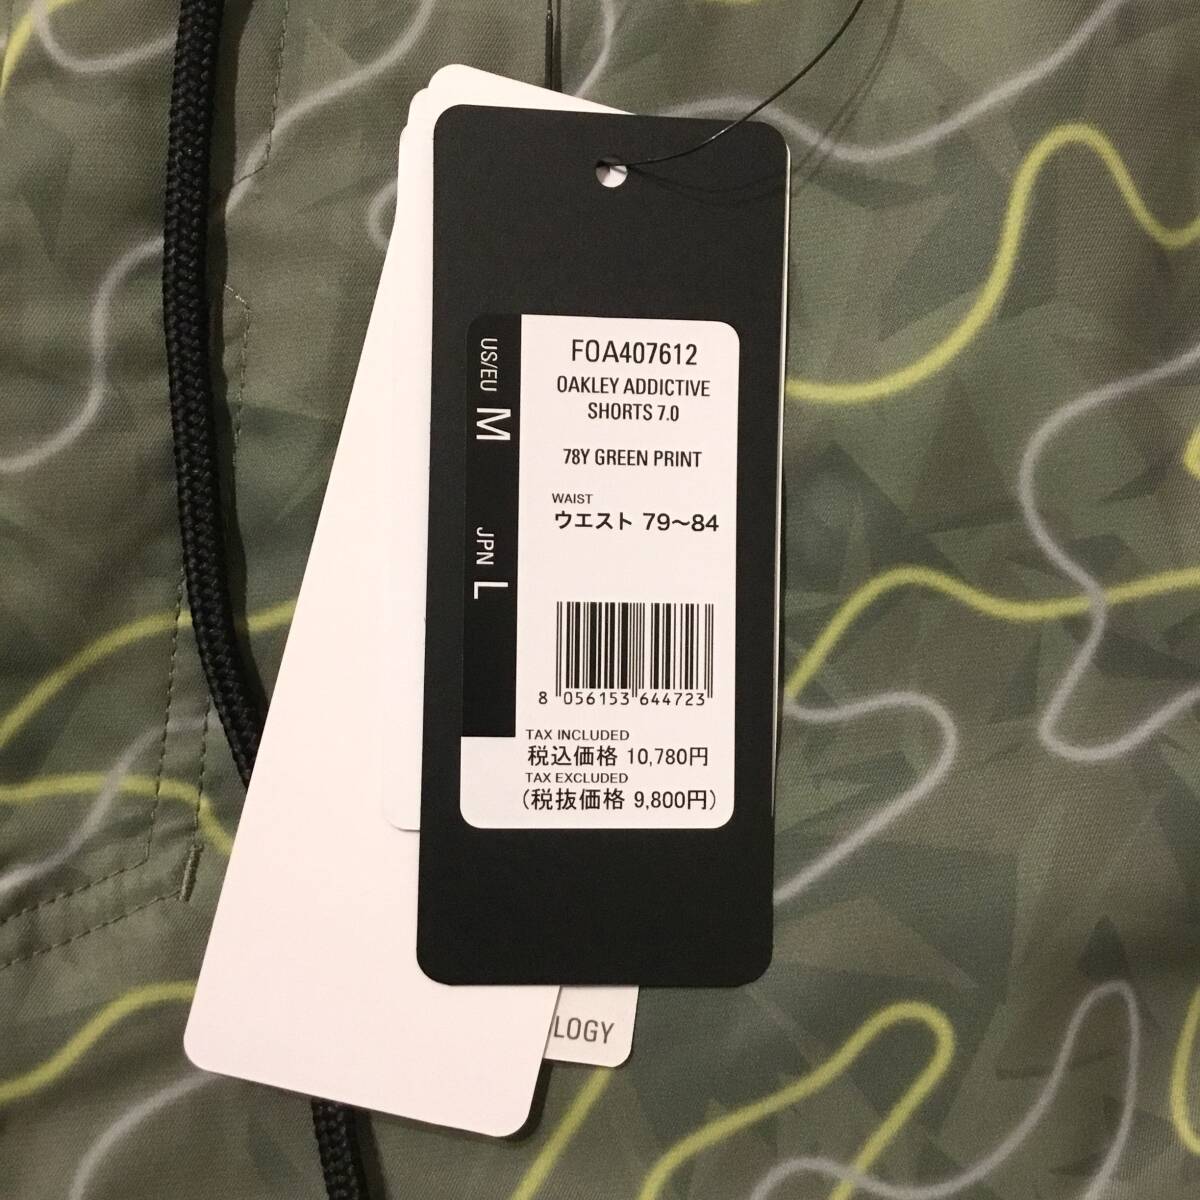 US/EU M
JPN L
FOA407612
OAKLEY ADDICTIVE
SHORTS 7.0
78Y GREEN PRINT
WAIST
ウエスト 79～84
8 056153 644723
TAX INCLUDED
税込価格 10,780円
TAX EXCLUDED
(税抜価格 9,800円)
LOGY